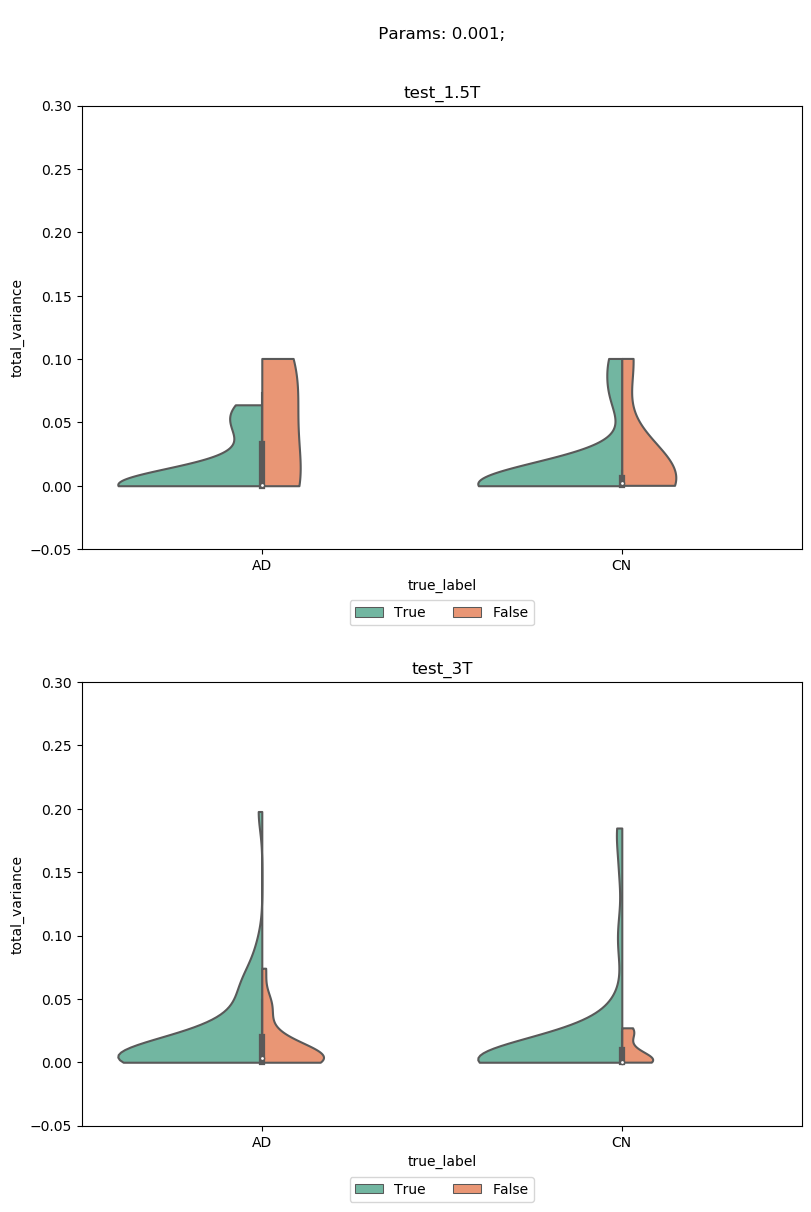 Params: 0.001;
test_1.5T
0.30
0.25
0.20
0.15
0.10
0.05
0.00
−0.05
total_variance
AD
CN
true_label
True
False
test_3T
0.30
0.25
0.20
0.15
0.10
0.05
0.00
−0.05
total_variance
AD
CN
true_label
True
False